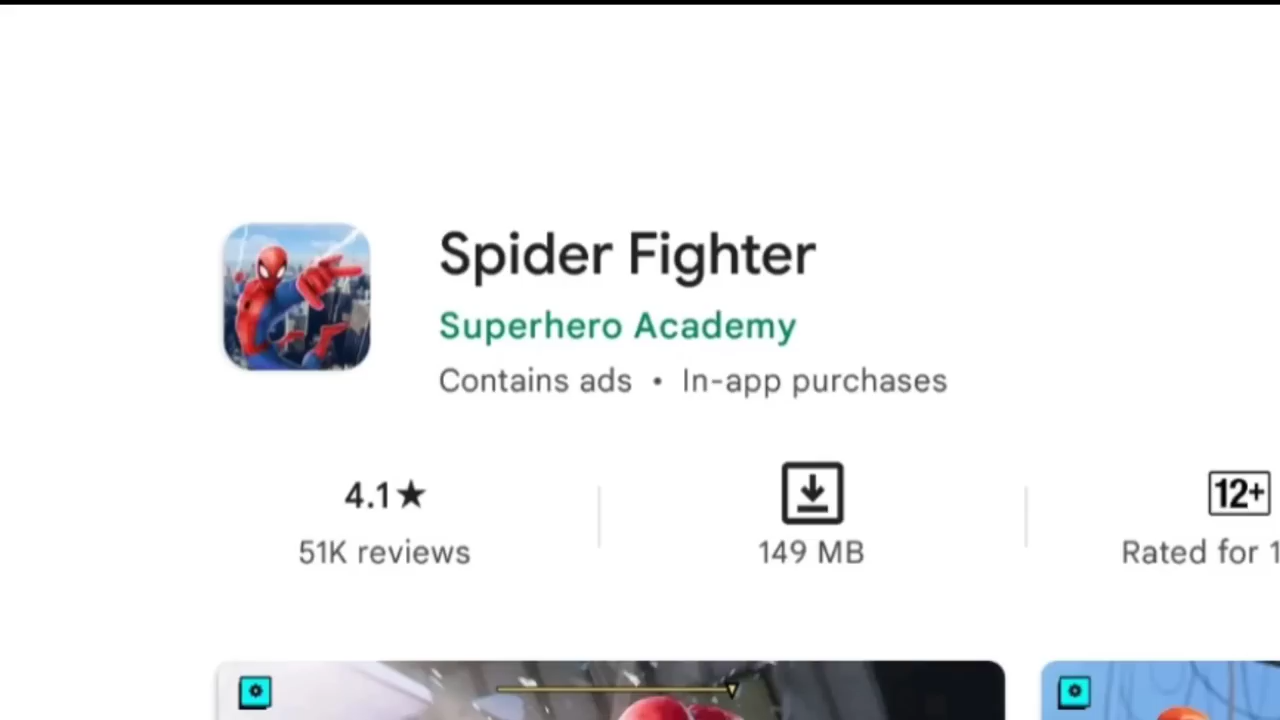 Spider Fighter
Superhero Academy
Contains ads • In-app purchases
4.1★
51K reviews
149 MB
12+
Rated for 1